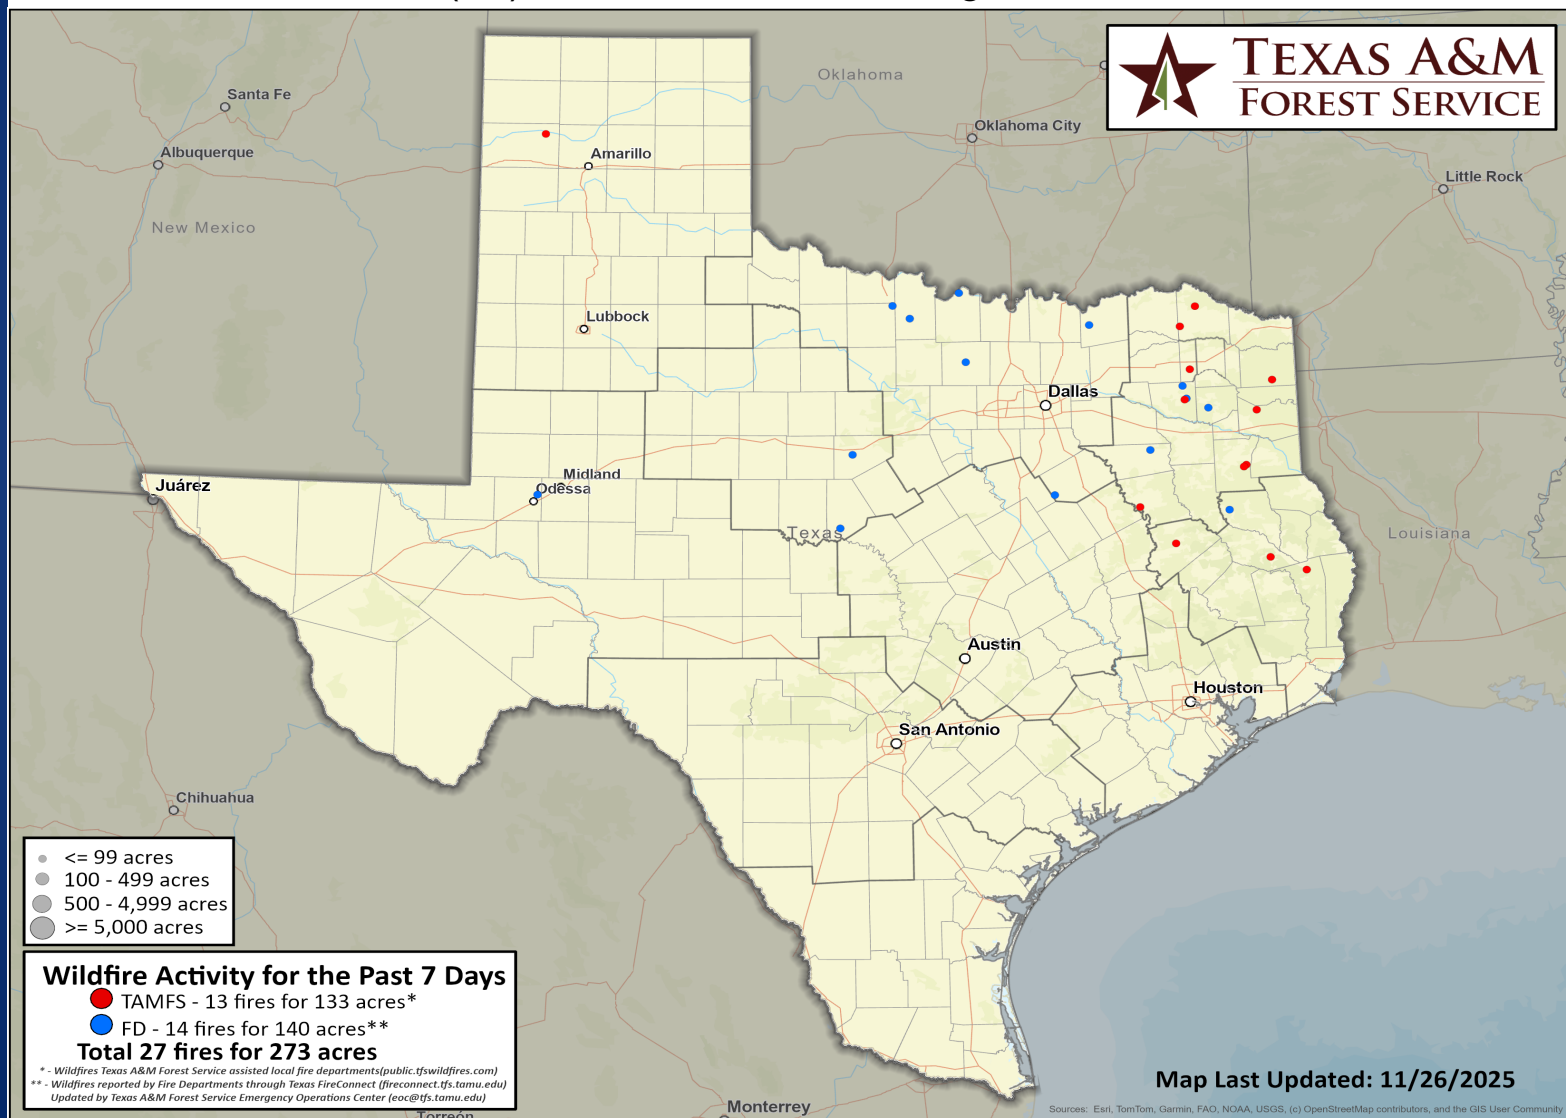 Oklahoma
TEXAS A&M
FOREST SERVICE
Santa Fe
Oklahoma City
Albuquerque
Amarillo
Little Rock
New Mexico
Lubbock
Dallas
Midland
Odessa
Juárez
Texas
Louisiana
Austin
Houston
San Antonio
Chihuahua
<= 99 acres
100 - 499 acres
500 - 4,999 acres
>= 5,000 acres
Wildfire Activity for the Past 7 Days
TAMFS - 13 fires for 133 acres*
FD - 14 fires for 140 acres**
Total 27 fires for 273 acres
* - Wildfires Texas A&M Forest Service assisted local fire departments(public.tfswildfires.com)
** - Wildfires reported by Fire Departments through Texas FireConnect (fireconnect.tfs.tamu.edu)
Updated by Texas A&M Forest Service Emergency Operations Center (eoc@tfs.tamu.edu)
Map Last Updated: 11/26/2025
Monterrey
Torreón
Sources: Esri, TomTom, Garmin, FAO, NOAA, USGS, (c) OpenStreetMap contributors, and the GIS User Community